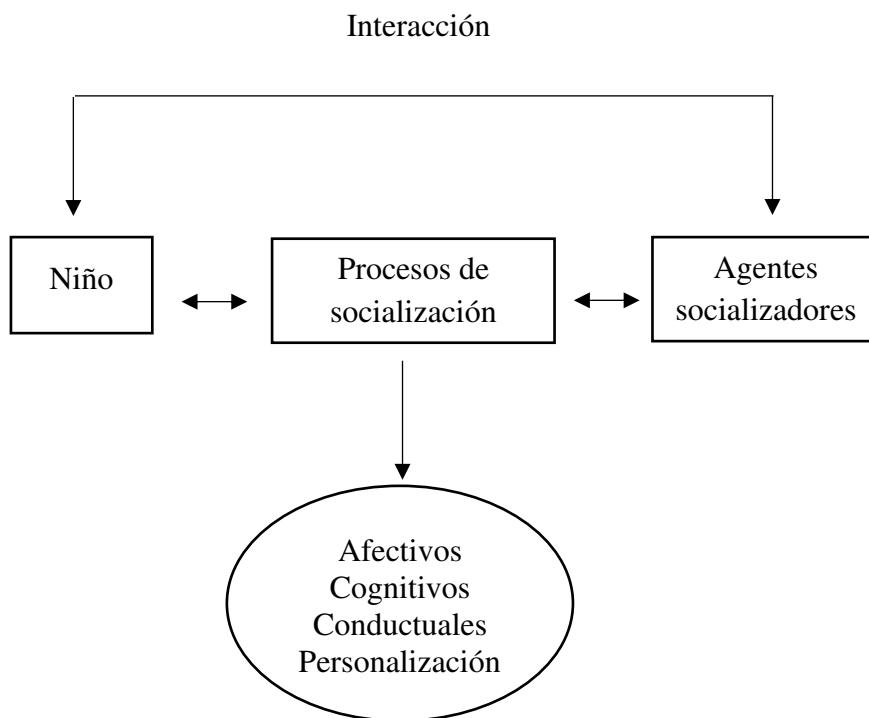 Interacción
Niño
Procesos de
socialización
Agentes
socializadores
Afectivos
Cognitivos
Conductuales
Personalización